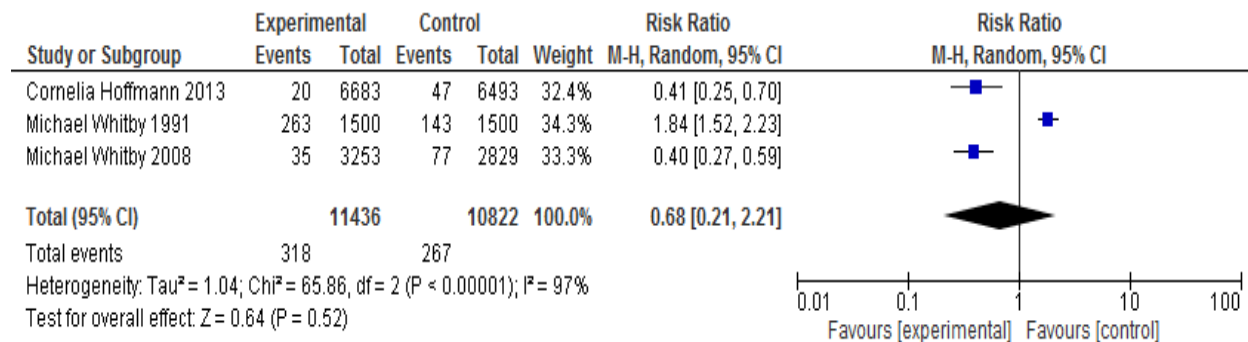 Experimental Control Risk Ratio Risk Ratio
Study or Subgroup Events Total Events Total Weight M-H, Random, 95% CI M-H, Random, 95% CI
Cornelia Hoffmann 2013 20 6683 47 6493 32.4% 0.41 [0.25, 0.70]
Michael Whitby 1991 263 1500 143 1500 34.3% 1.84 [1.52, 2.23]
Michael Whitby 2008 35 3253 77 2829 33.3% 0.40 [0.27, 0.59]
Total (95% CI) 11436 10822 100.0% 0.68 [0.21, 2.21]
Total events 318 267
Heterogeneity: Tau² = 1.04; Chi² = 65.86, df = 2 (P < 0.00001); I² = 97%
Test for overall effect: Z = 0.64 (P = 0.52)
0.01 0.1 1 10 100
Favours [experimental] Favours [control]